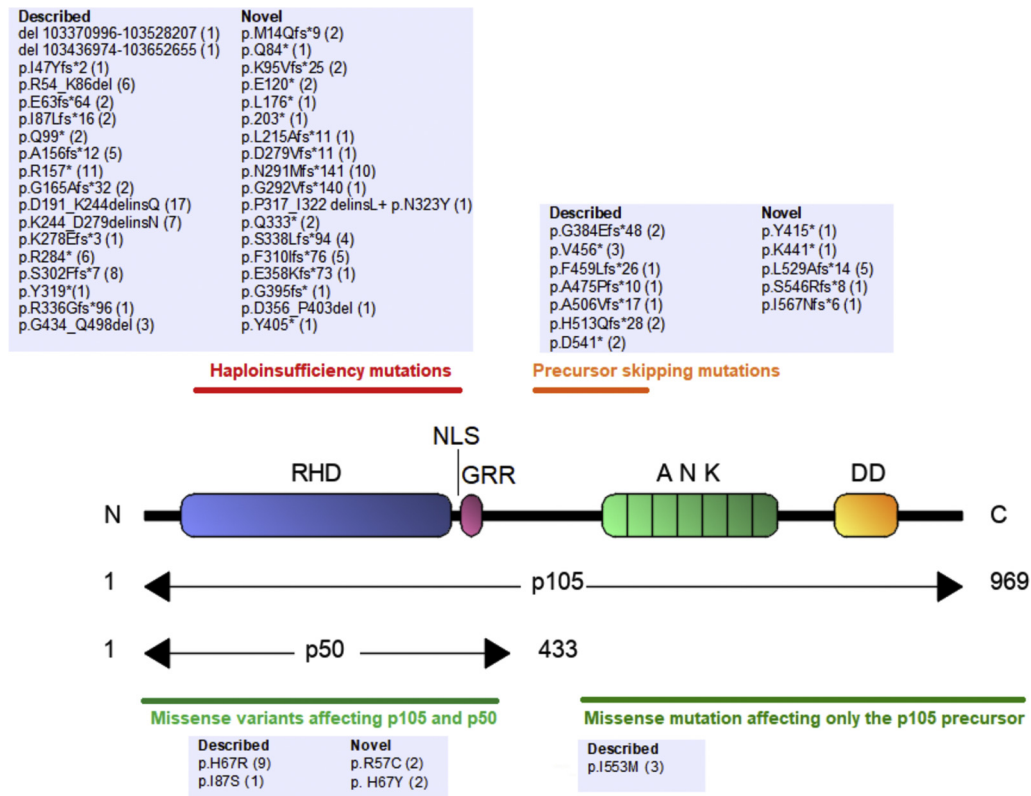 Described Novel
del 103370996-103528207 (1) p.M14Qfs*9 (2)
del 103436974-103652655 (1) p.Q84* (1)
p.I47Yfs*2 (1) p.K95Vfs*25 (2)
p.R54_K86del (6) p.E120* (2)
p.E63fs*64 (2) p.L176* (1)
p.I87Lfs*16 (2) p.203* (1)
p.Q99* (2) p.L215Afs*11 (1)
p.A156fs*12 (5) p.D279Vfs*11 (1)
p.R157* (11) p.N291Mfs*141 (10)
p.G165Afs*32 (2) p.G292Vfs*140 (1)
p.D191_K244delinsQ (17) p.P317_I322 delinsL+ p.N323Y (1)
p.K244_D279delinsN (7) p.Q333* (2)
p.K278Efs*3 (1) p.S338Lfs*94 (4)
p.R284* (6) p.F310lfs*76 (5)
p.S302Ffs*7 (8) p.E358Kfs*73 (1)
p.Y319*(1) p.G395fs* (1)
p.R336Gfs*96 (1) p.D356_P403del (1)
p.G434_Q498del (3) p.Y405* (1)
Described Novel
p.G384Efs*48 (2) p.Y415* (1)
p.V456* (3) p.K441* (1)
p.F459Lfs*26 (1) p.L529Afs*14 (5)
p.A475Pfs*10 (1) p.S546Rfs*8 (1)
p.A506Vfs*17 (1) p.I567Nfs*6 (1)
p.H513Qfs*28 (2)
p.D541* (2)
Haploinsufficiency mutations
Precursor skipping mutations
NLS
RHD GRR A N K DD
N C
1 p105 969
1 p50 433
Missense variants affecting p105 and p50
Missense mutation affecting only the p105 precursor
Described Novel
p.H67R (9) p.R57C (2)
p.I87S (1) p. H67Y (2)
Described
p.I553M (3)